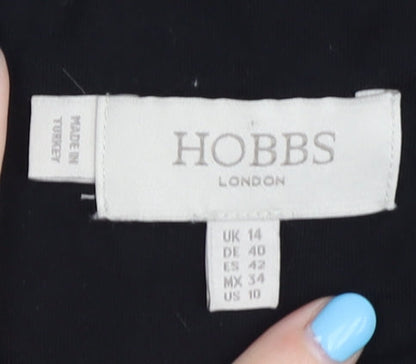 MADE IN
TURKEY
HOBBS
LONDON
UK 14
DE 40
ES 42
MX 34
US 10